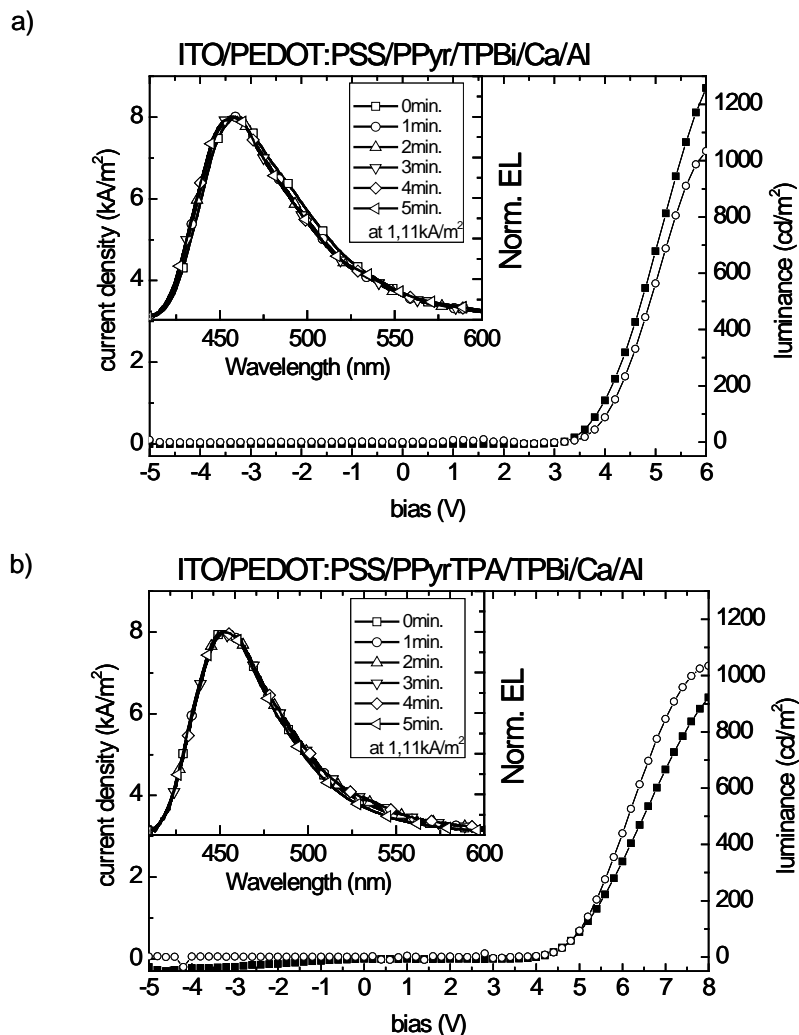 a)
ITO/PEDOT:PSS/PPyr/TPBi/Ca/Al
current density (kA/m²)
8
6
4
2
0
0min.
1min.
2min.
3min.
4min.
5min.
at 1,11kA/m²
450 500 550 600
Wavelength (nm)
Norm. EL
1200
1000
800
600
400
200
0
luminance (cd/m²)
-5 -4 -3 -2 -1 0 1 2 3 4 5 6
bias (V)
b)
ITO/PEDOT:PSS/PPyrTPA/TPBi/Ca/Al
current density (kA/m²)
8
6
4
2
0
0min.
1min.
2min.
3min.
4min.
5min.
at 1,11kA/m²
450 500 550 600
Wavelength (nm)
Norm. EL
1200
1000
800
600
400
200
0
luminance (cd/m²)
-5 -4 -3 -2 -1 0 1 2 3 4 5 6 7 8
bias (V)